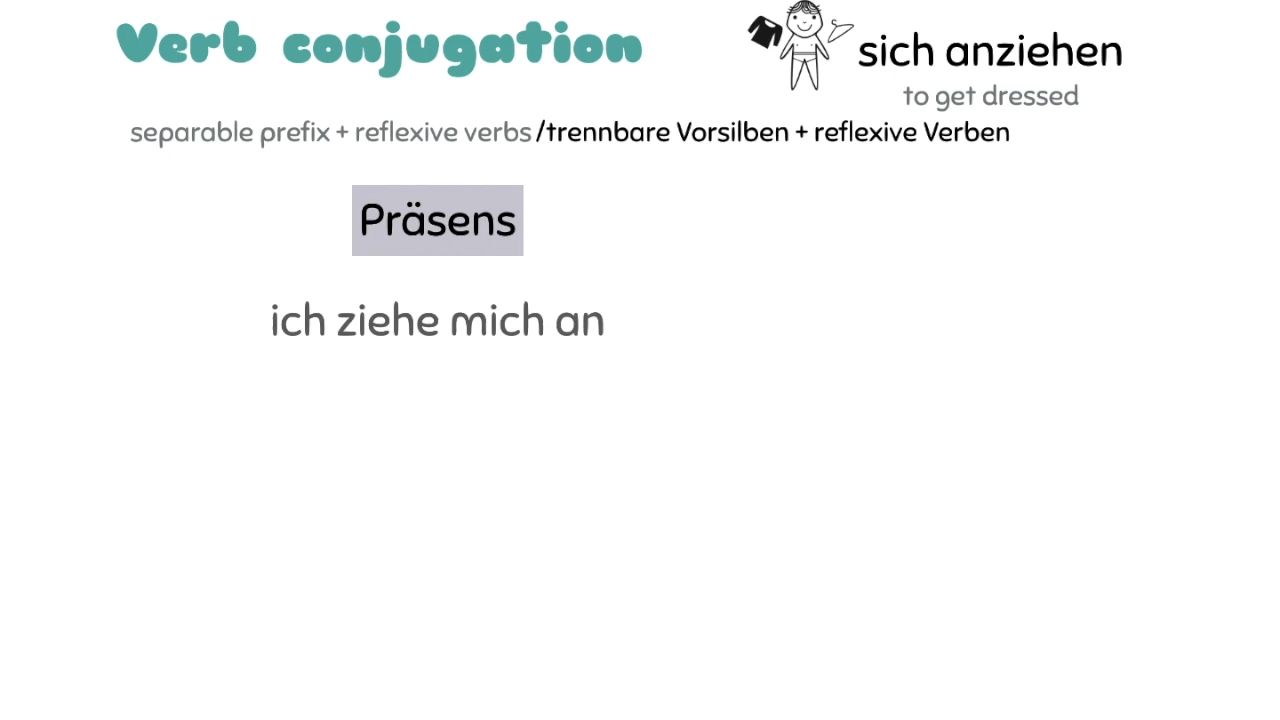 Verb conjugation
sich anziehen
to get dressed
separable prefix + reflexive verbs/trennbare Vorsilben + reflexive Verben
Präsens
ich ziehe mich an